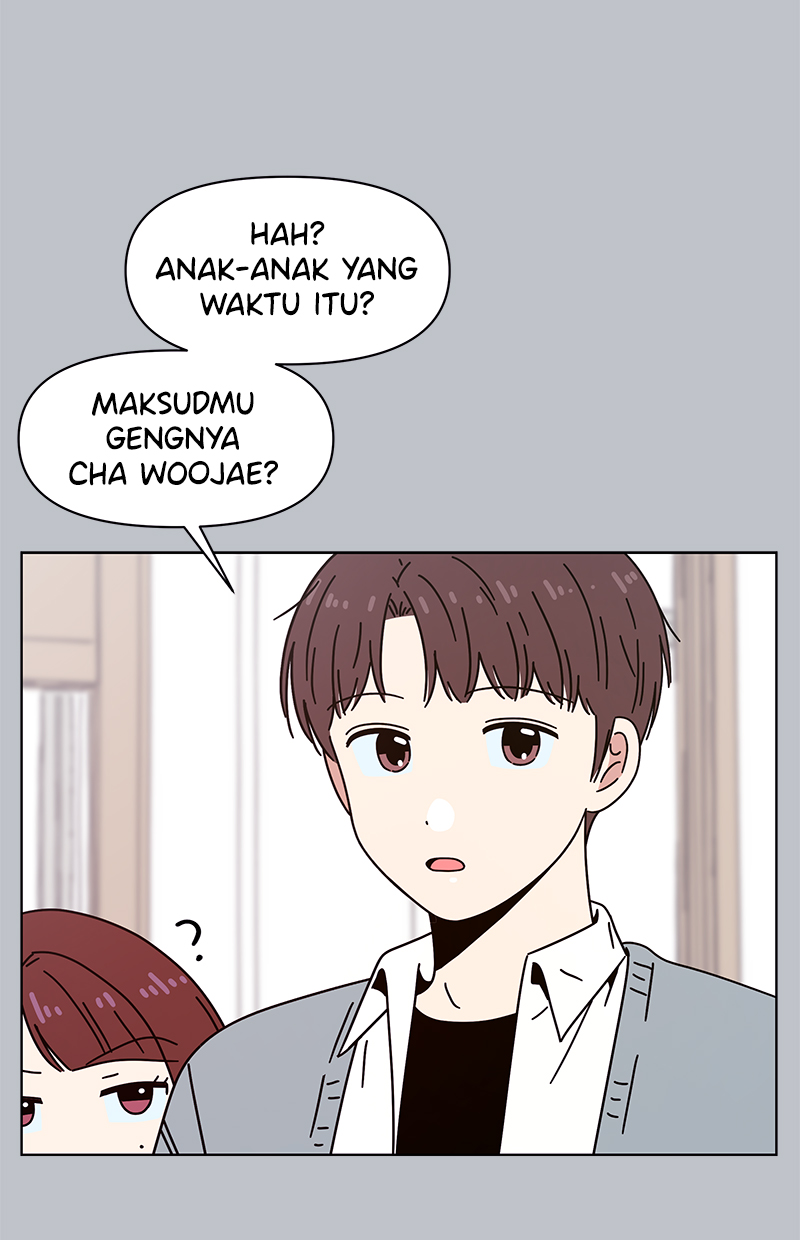 HAH?
ANAK-ANAK YANG
WAKTU ITU?
MAKSUDMU
GENGNYA
CHA WOOJAE?
?